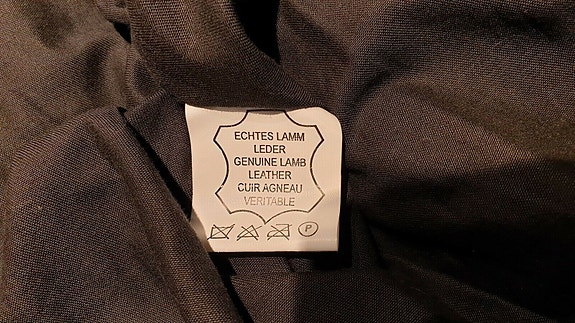 ECHTES LAMM
LEDER
GENUINE LAMB
LEATHER
CUIR AGNEAU
VERITABLE
P